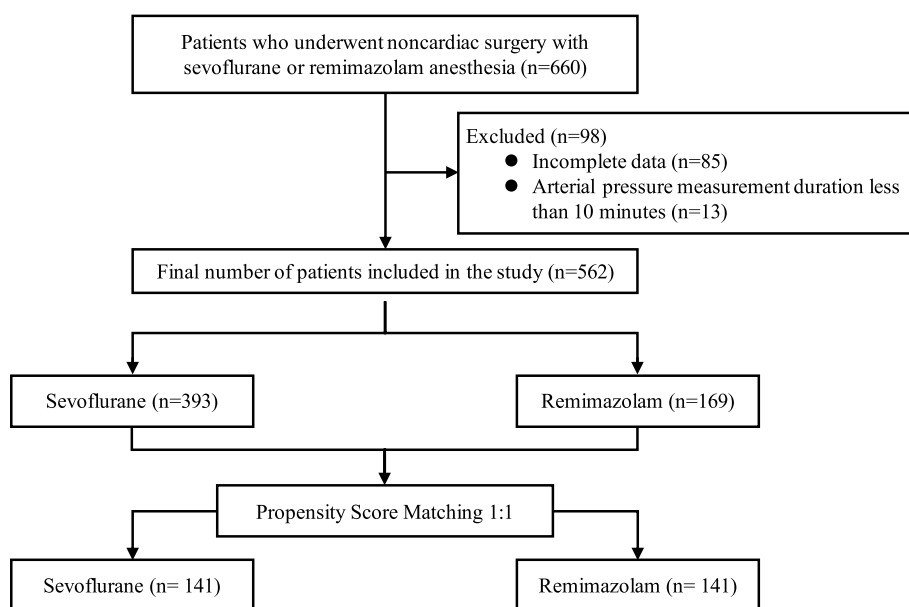 Patients who underwent noncardiac surgery with
sevoflurane or remimazolam anesthesia (n=660)
Excluded (n=98)
● Incomplete data (n=85)
● Arterial pressure measurement duration less
than 10 minutes (n=13)
Final number of patients included in the study (n=562)
Sevoflurane (n=393)
Remimazolam (n=169)
Propensity Score Matching 1:1
Sevoflurane (n= 141)
Remimazolam (n= 141)